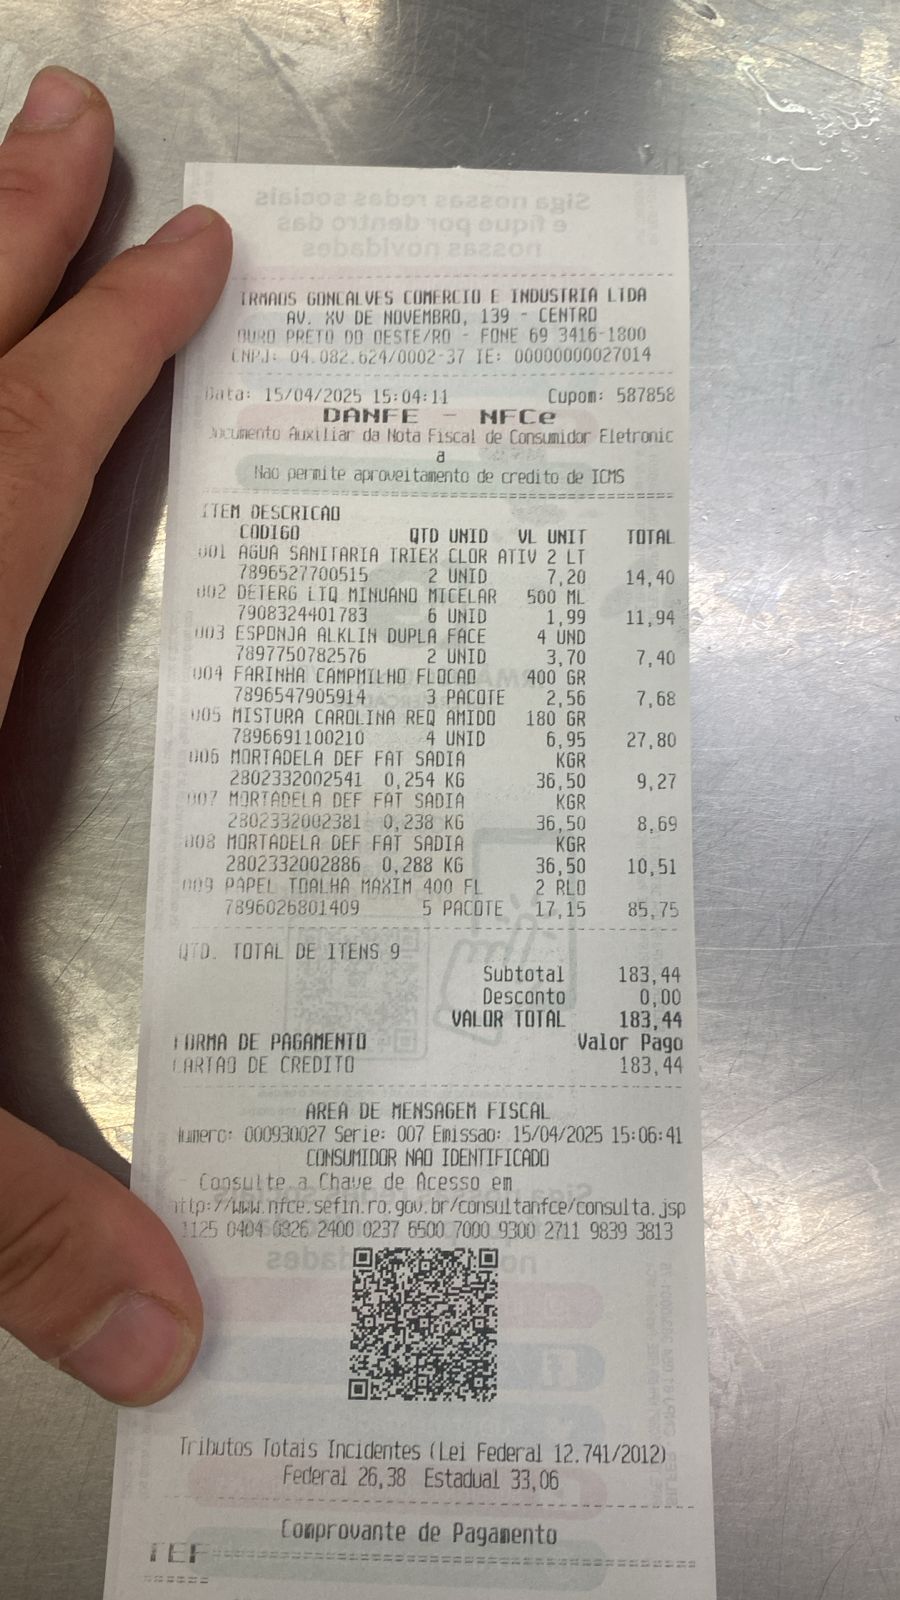 IRMAOS GONCALVES COMERCIO E INDUSTRIA LTDA
AV. XV DE NOVEMBRO, 139 - CENTRO
OURO PRETO DO OESTE/RO - FONE 69 3416-1800
CNPJ: 04.082.624/0002-37 IE: 00000000027014
Data: 15/04/2025 15:04:11 Cupom: 587858
DANFE - NFCe
Documento Auxiliar da Nota Fiscal de Consumidor Eletronic
a
Nao permite aproveitamento de credito de ICMS
ITEM DESCRICAO
CODIGO QTD UNID VL UNIT TOTAL
001 AGUA SANITARIA TRIEX CLOR ATIV 2 LT
7896527700515 2 UNID 7,20 14,40
002 DETERG LIQ MINUANO MICELAR 500 ML
7908324401783 6 UNID 1,99 11,94
003 ESPONJA ALKLIN DUPLA FACE 4 UND
7897750782576 2 UNID 3,70 7,40
004 FARINHA CAMPMILHO FLOCAO 400 GR
7896547905914 3 PACOTE 2,56 7,68
005 MISTURA CAROLINA REQ AMIDO 180 GR
7896691100210 4 UNID 6,95 27,80
006 MORTADELA DEF FAT SADIA KGR
2802332002541 0,254 KG 36,50 9,27
007 MORTADELA DEF FAT SADIA KGR
2802332002381 0,238 KG 36,50 8,69
008 MORTADELA DEF FAT SADIA KGR
2802332002886 0,288 KG 36,50 10,51
009 PAPEL TOALHA MAXIM 400 FL 2 RLO
7896026801409 5 PACOTE 17,15 85,75
QTD. TOTAL DE ITENS 9
Subtotal 183,44
Desconto 0,00
VALOR TOTAL 183,44
FORMA DE PAGAMENTO Valor Pago
CARTAO DE CREDITO 183,44
AREA DE MENSAGEM FISCAL
Numero: 000930027 Serie: 007 Emissao: 15/04/2025 15:06:41
CONSUMIDOR NAO IDENTIFICADO
- Consulte a Chave de Acesso em
http://www.nfce.sefin.ro.gov.br/consultanfce/consulta.jsp
1125 0404 0826 2400 0237 6500 7000 9300 2711 9839 3813
Tributos Totais Incidentes (Lei Federal 12.741/2012)
Federal 26,38 Estadual 33,06
Comprovante de Pagamento
TEF